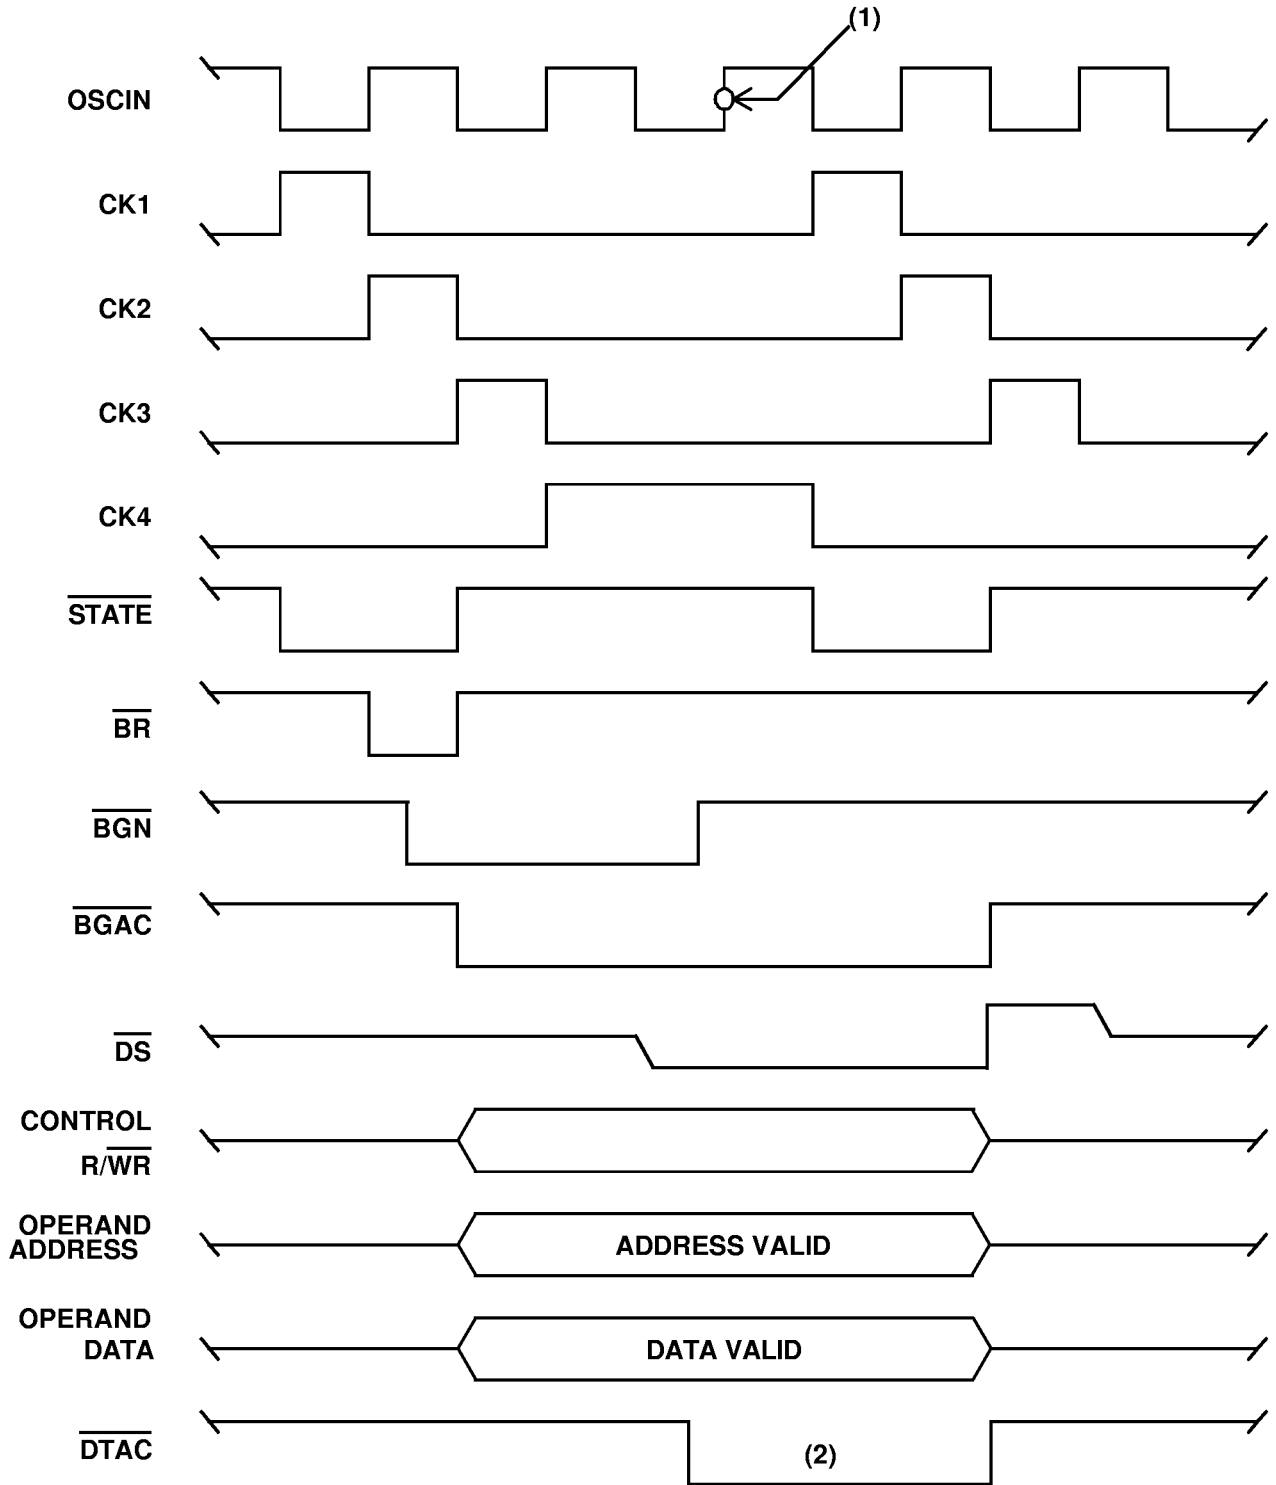 (1)
OSCIN
CK1
CK2
CK3
CK4
STATE
BR
BGN
BGAC
DS
CONTROL
R/WR
OPERAND
ADDRESS
ADDRESS VALID
OPERAND
DATA
DATA VALID
DTAC
(2)